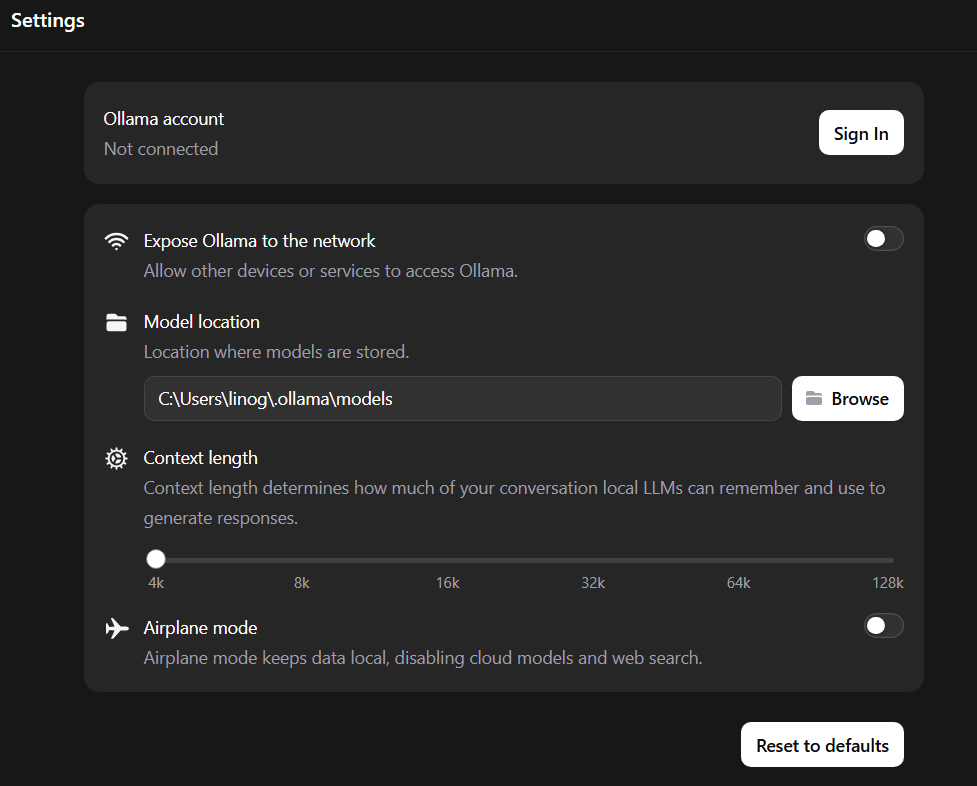 Settings
Ollama account
Not connected
Sign In
Expose Ollama to the network
Allow other devices or services to access Ollama.
Model location
Location where models are stored.
C:\Users\linog\.ollama\models
Browse
Context length
Context length determines how much of your conversation local LLMs can remember and use to
generate responses.
4k 8k 16k 32k 64k 128k
Airplane mode
Airplane mode keeps data local, disabling cloud models and web search.
Reset to defaults